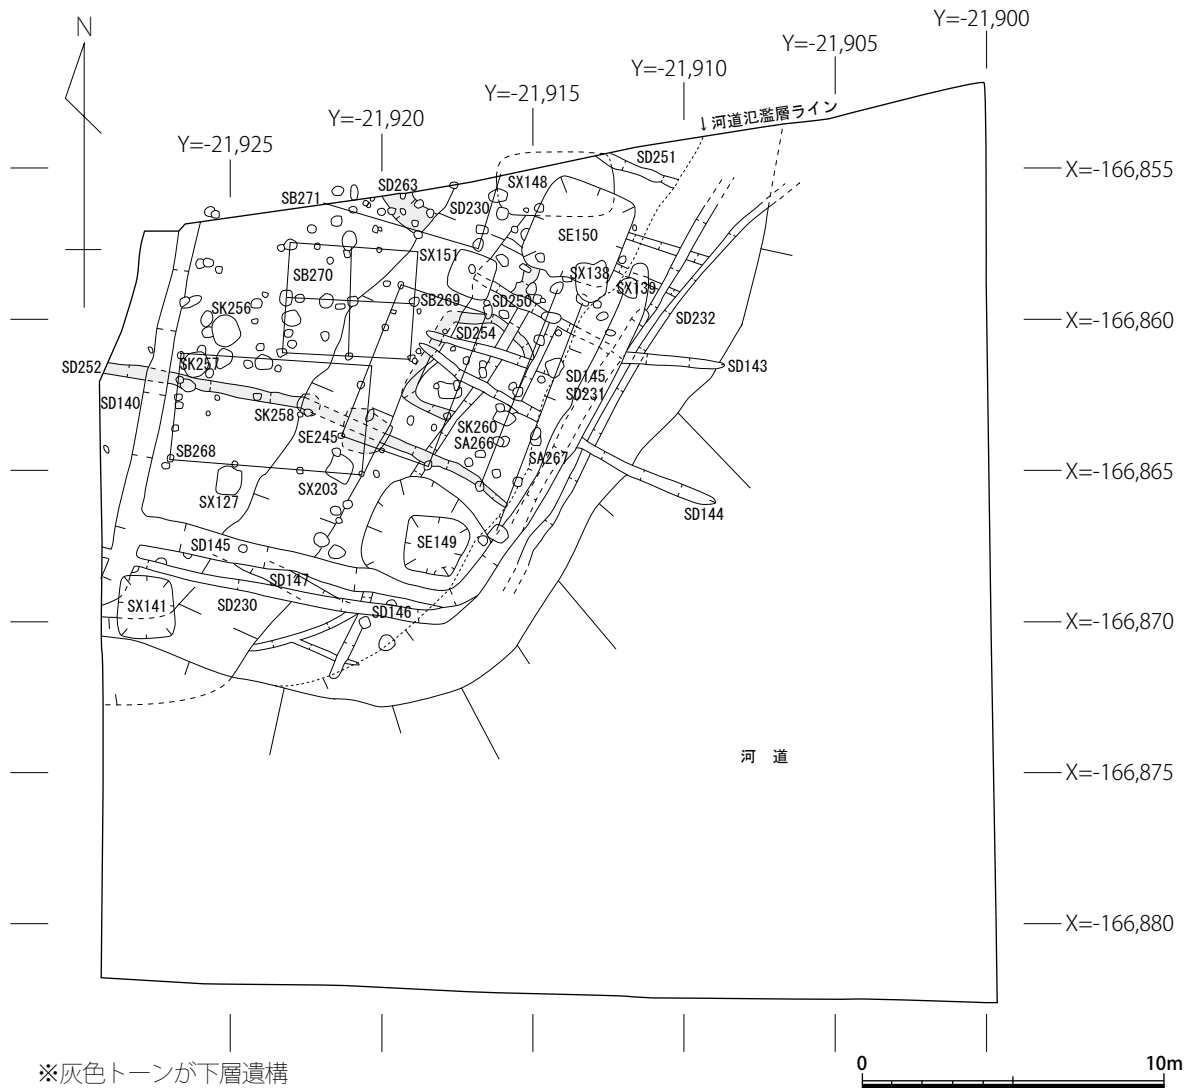 Y=-21,900
N
Y=-21,905
Y=-21,910
Y=-21,915
↓河道氾濫層ライン
Y=-21,920
Y=-21,925
SD251
X=-166,855
SD263
SX148
SB271
SD230
SE150
SX151
SB270
SX138
SX139
SB269
SD250
SK256
SD232
X=-166,860
SD254
SD252
SK257
SD143
SD145
SD231
SD140
SK258
SK260
SE245
SA266
SB268
SA267
X=-166,865
SX127
SX203
SD144
SD145
SE149
SD147
SX141
SD230
SD146
X=-166,870
河 道
X=-166,875
X=-166,880
※灰色トーンが下層遺構
0
10m